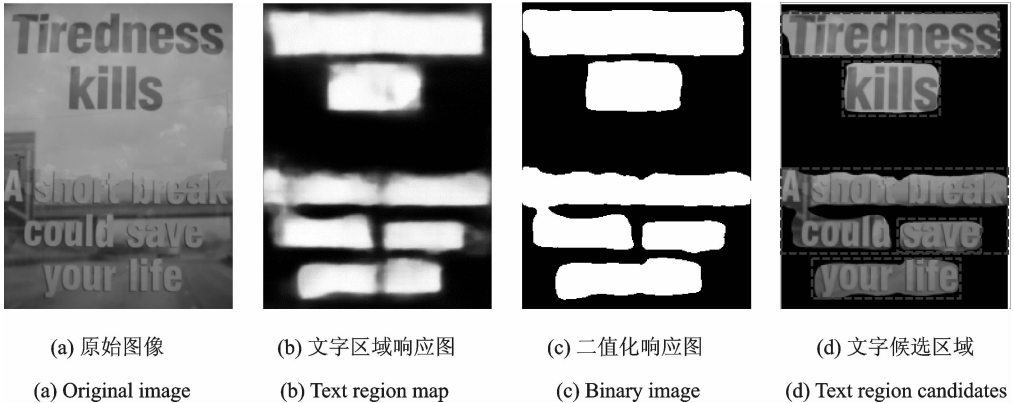 Tiredness
kills
A short break
could save
your life
Tiredness
kills
A short break
could save
your life
(a) 原始图像
(b) 文字区域响应图
(c) 二值化响应图
(d) 文字候选区域
(a) Original image
(b) Text region map
(c) Binary image
(d) Text region candidates